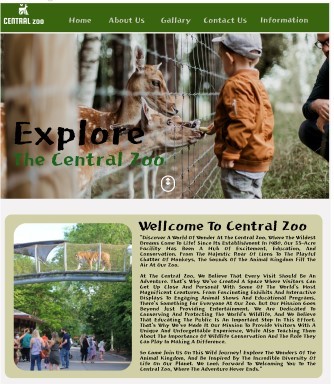 CENTRAL ZOO
Home About Us Gallary Contact Us Information
Explore
The Central Zoo
Wellcome To Central Zoo
"Discover A World Of Wonder At The Central Zoo, Where The Wildest
Dreams Come To Life! Since Its Establishment In 1980, Our 55-Acre
Facility Has Been A Hub Of Excitement, Education, And
Conservation. From The Majestic Roar Of Lions To The Playful
Chatter Of Monkeys, The Sounds Of The Animal Kingdom Fill The
Air At Our Zoo.
At The Central Zoo, We Believe That Every Visit Should Be An
Adventure. That's Why We've Created A Space Where Visitors Can
Get Up Close And Personal With Some Of The World's Most
Magnificent Creatures. From Fascinating Exhibits And Interactive
Displays To Engaging Animal Shows And Educational Programs,
There's Something For Everyone At Our Zoo. But Our Mission Goes
Beyond Just Providing Entertainment. We Are Dedicated To
Conserving And Protecting The World's Wildlife, And We Believe
That Educating The Public Is An Important Step In This Effort.
That's Why We've Made It Our Mission To Provide Visitors With A
Unique And Unforgettable Experience, While Also Teaching Them
About The Importance Of Wildlife Conservation And The Role They
Can Play In Making A Difference.
So Come Join Us On This Wild Journey! Explore The Wonders Of The
Animal Kingdom, And Be Inspired By The Incredible Diversity Of
Life On Our Planet. We Look Forward To Welcoming You To The
Central Zoo, Where The Adventure Never Ends."